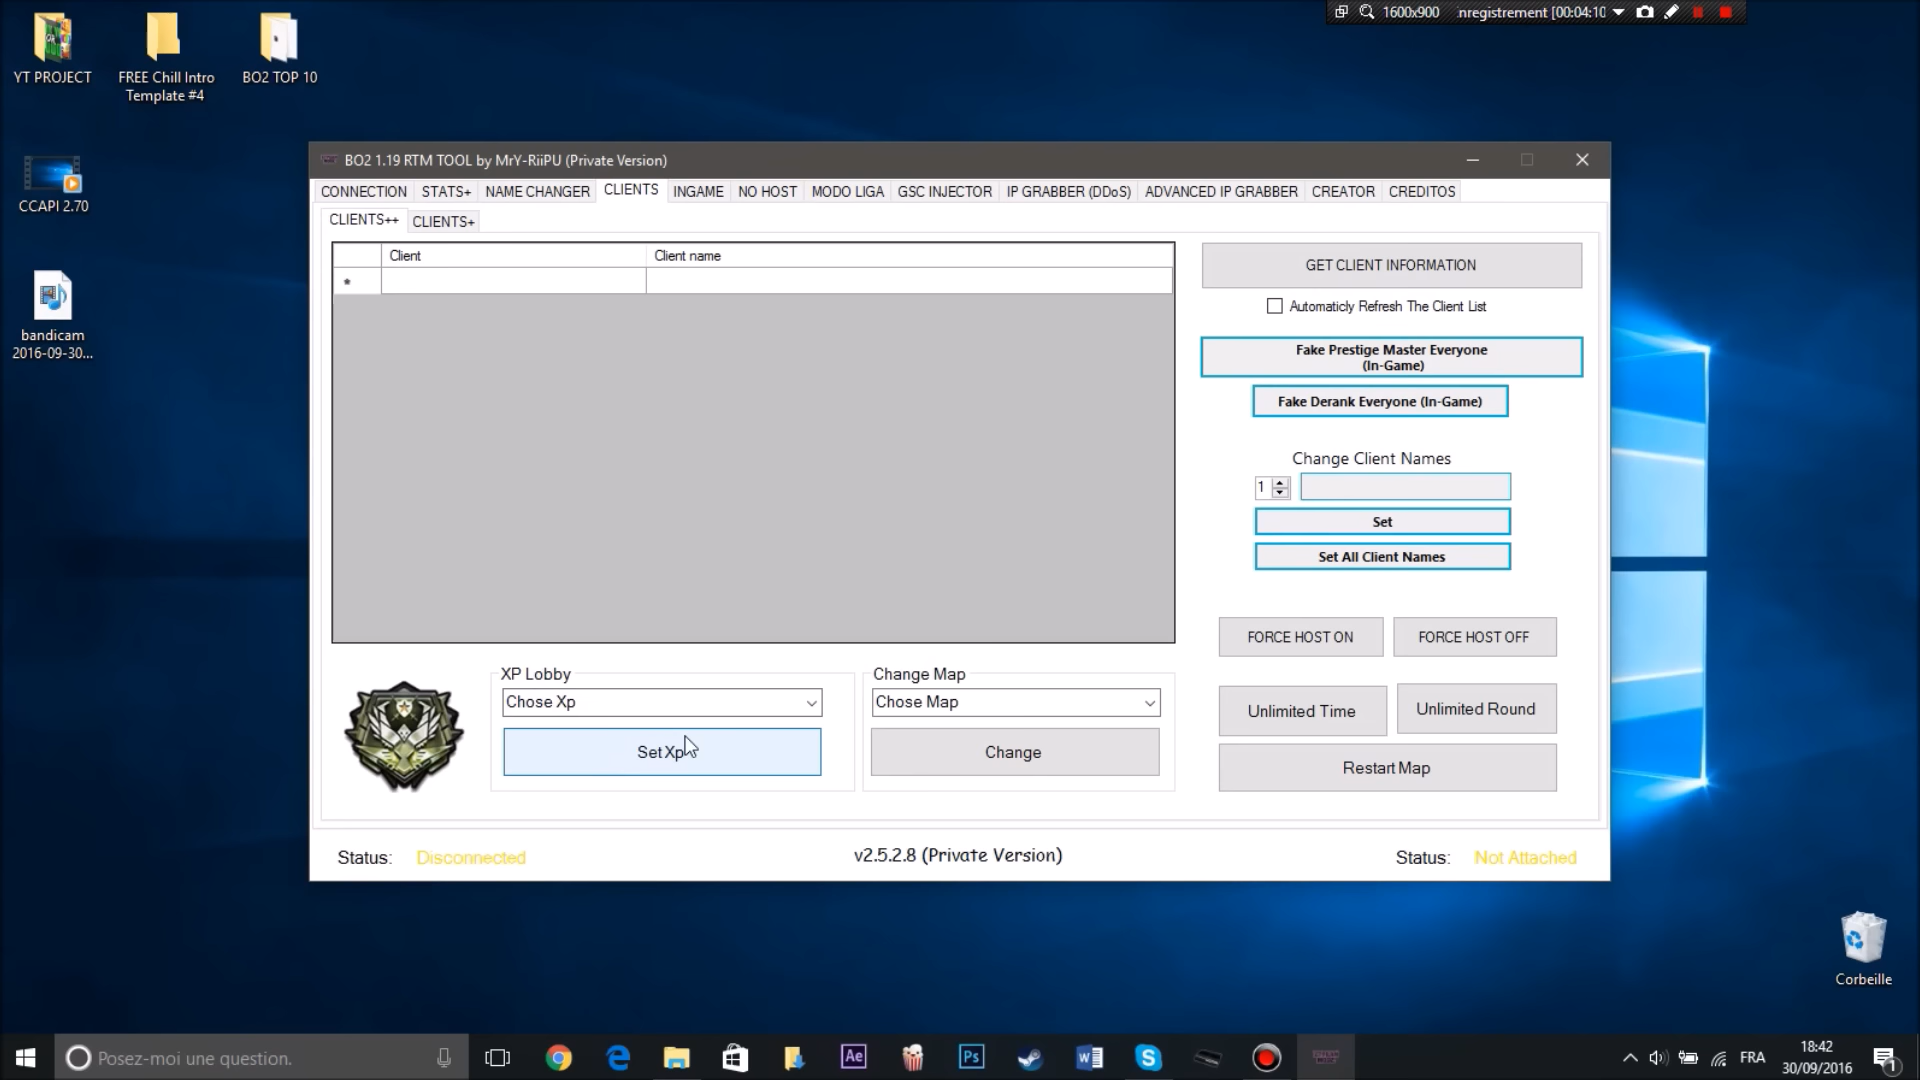 1600x900 nregistrement [00:04:10
YT PROJECT
FREE Chill Intro
Template #4
BO2 TOP 10
CCAPI 2.70
bandicam
2016-09-30...
BO2 1.19 RTM TOOL by MrY-RiiPU (Private Version)
CONNECTION STATS+ NAME CHANGER CLIENTS INGAME NO HOST MODO LIGA GSC INJECTOR IP GRABBER (DDoS) ADVANCED IP GRABBER CREATOR CREDITOS
CLIENTS++ CLIENTS+
Client Client name
*
GET CLIENT INFORMATION
Automaticly Refresh The Client List
Fake Prestige Master Everyone
(In-Game)
Fake Derank Everyone (In-Game)
Change Client Names
1
Set
Set All Client Names
FORCE HOST ON FORCE HOST OFF
Unlimited Time Unlimited Round
Restart Map
XP Lobby
Chose Xp
Set Xp
Change Map
Chose Map
Change
Status: Disconnected v2.5.2.8 (Private Version) Status: Not Attached
Corbeille
Posez-moi une question.
Ae
Ps
FRA
18:42
30/09/2016
1